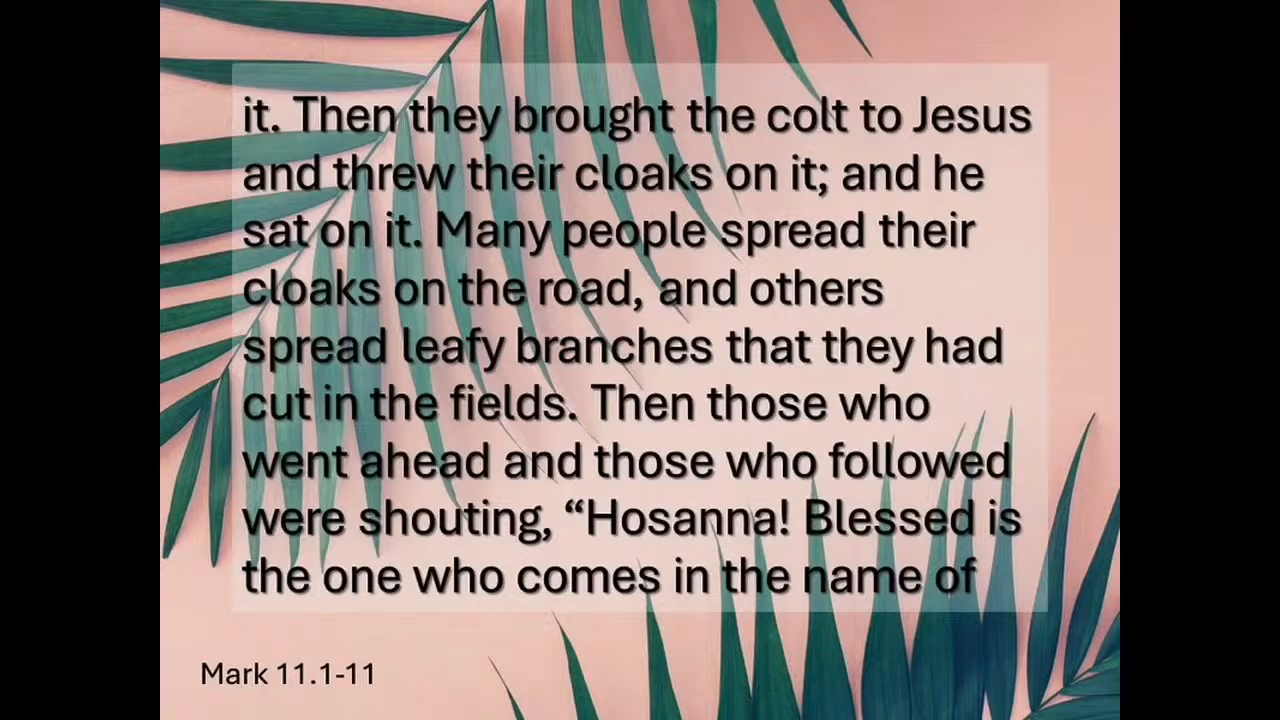 it. Then they brought the colt to Jesus
and threw their cloaks on it; and he
sat on it. Many people spread their
cloaks on the road, and others
spread leafy branches that they had
cut in the fields. Then those who
went ahead and those who followed
were shouting, “Hosanna! Blessed is
the one who comes in the name of
Mark 11.1-11